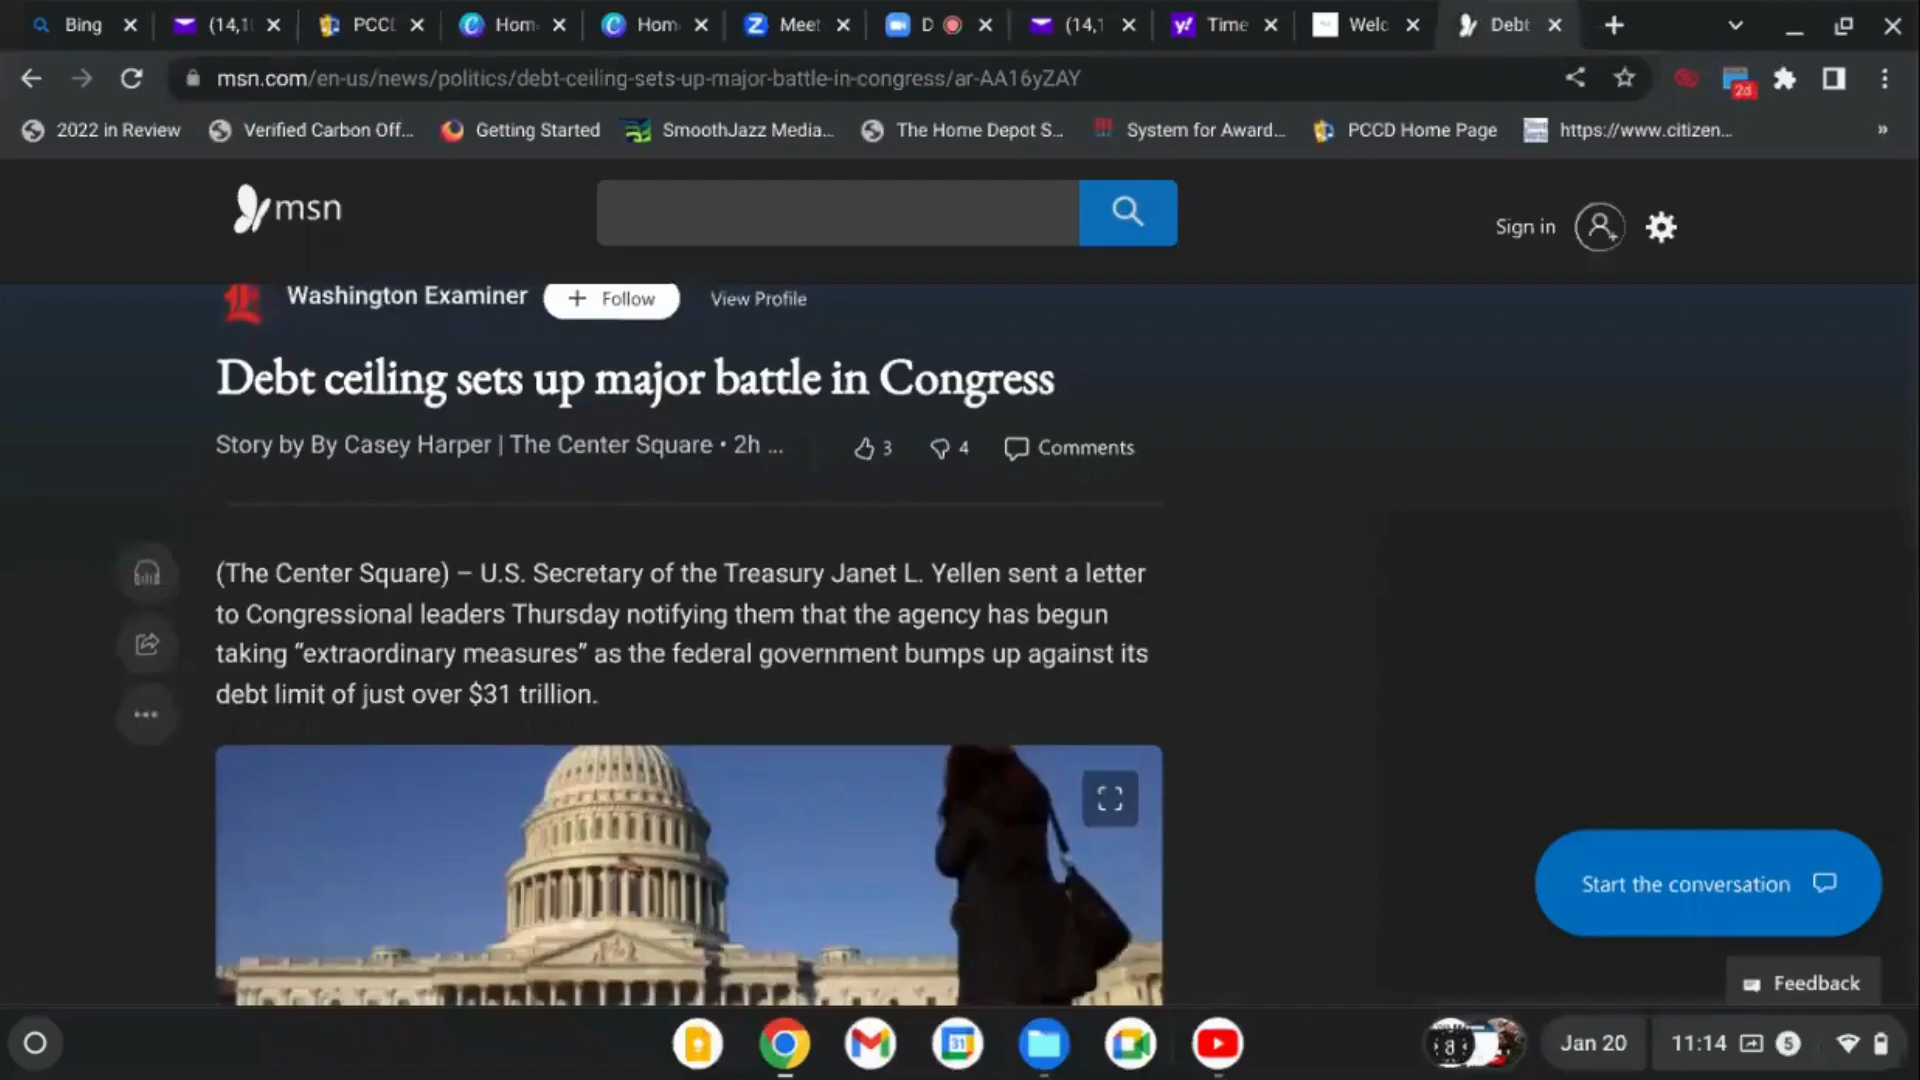 Bing
(14,1
PCCI
Hom
Hom
Meet
D
(14,1
Time
Welc
Debt
msn.com/en-us/news/politics/debt-ceiling-sets-up-major-battle-in-congress/ar-AA16yZAY
2d
2022 in Review
Verified Carbon Off...
Getting Started
SmoothJazz Media...
The Home Depot S...
System for Award...
PCCD Home Page
https://www.citizen...
»
msn
Sign in
Washington Examiner
+ Follow
View Profile
Debt ceiling sets up major battle in Congress
Story by By Casey Harper | The Center Square • 2h ...
3
4
Comments
(The Center Square) – U.S. Secretary of the Treasury Janet L. Yellen sent a letter
to Congressional leaders Thursday notifying them that the agency has begun
taking “extraordinary measures” as the federal government bumps up against its
debt limit of just over $31 trillion.
Start the conversation
Feedback
31
Jan 20
11:14
5